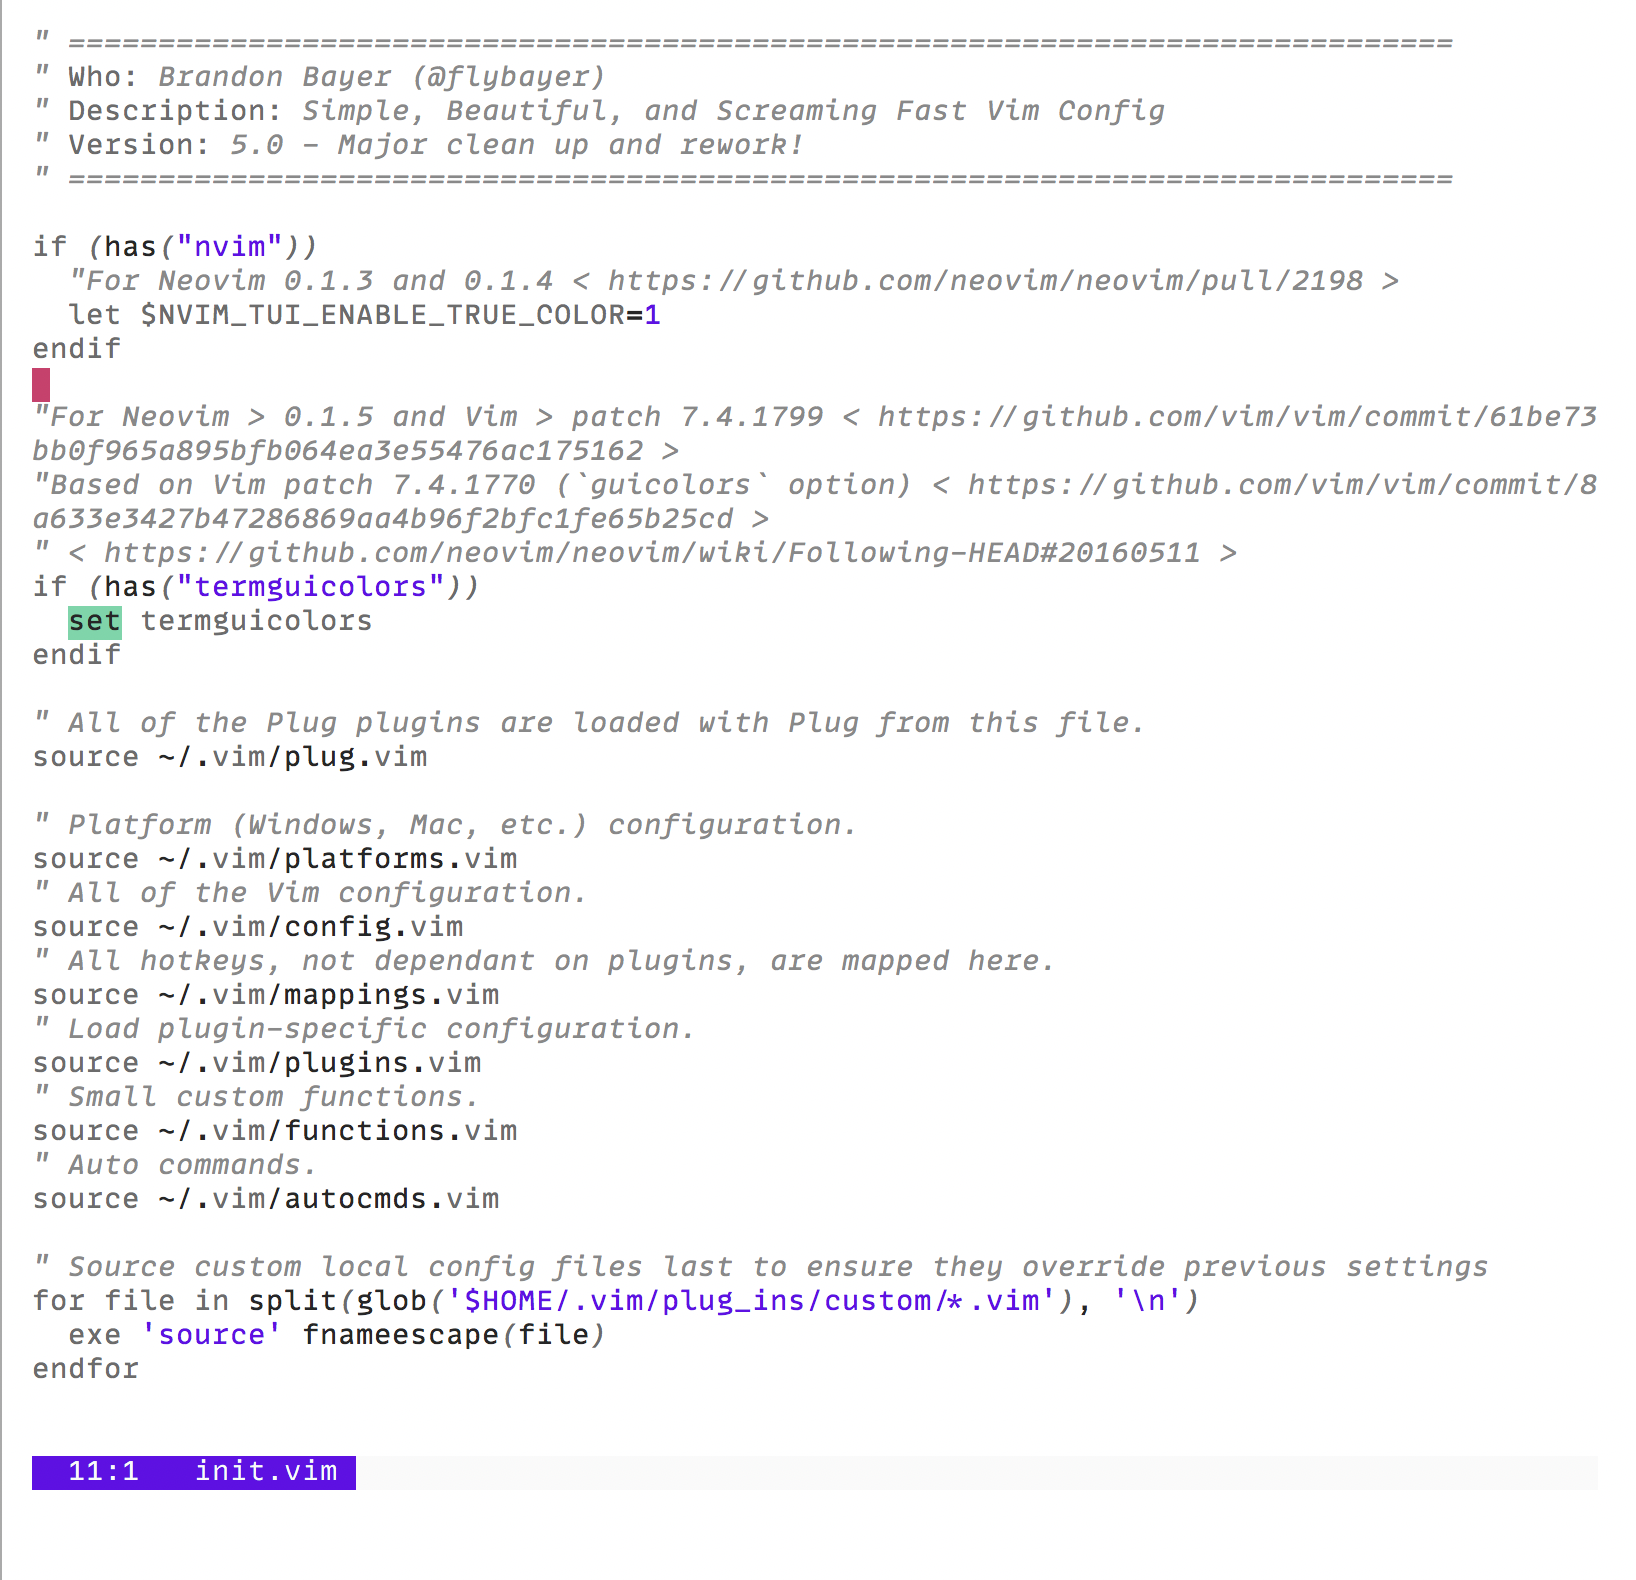 " =============================================================================
" Who: Brandon Bayer (@flybayer)
" Description: Simple, Beautiful, and Screaming Fast Vim Config
" Version: 5.0 - Major clean up and rework!
" =============================================================================
if (has("nvim"))
  "For Neovim 0.1.3 and 0.1.4 < https://github.com/neovim/neovim/pull/2198 >
  let $NVIM_TUI_ENABLE_TRUE_COLOR=1
endif
"For Neovim > 0.1.5 and Vim > patch 7.4.1799 < https://github.com/vim/vim/commit/61be73
bb0f965a895bfb064ea3e55476ac175162 >
"Based on Vim patch 7.4.1770 (`guicolors` option) < https://github.com/vim/vim/commit/8
a633e3427b47286869aa4b96f2bfc1fe65b25cd >
" < https://github.com/neovim/neovim/wiki/Following-HEAD#20160511 >
if (has("termguicolors"))
  set termguicolors
endif
" All of the Plug plugins are loaded with Plug from this file.
source ~/.vim/plug.vim
" Platform (Windows, Mac, etc.) configuration.
source ~/.vim/platforms.vim
" All of the Vim configuration.
source ~/.vim/config.vim
" All hotkeys, not dependant on plugins, are mapped here.
source ~/.vim/mappings.vim
" Load plugin-specific configuration.
source ~/.vim/plugins.vim
" Small custom functions.
source ~/.vim/functions.vim
" Auto commands.
source ~/.vim/autocmds.vim
" Source custom local config files last to ensure they override previous settings
for file in split(glob('$HOME/.vim/plug_ins/custom/*.vim'), '\n')
  exe 'source' fnameescape(file)
endfor
11:1   init.vim